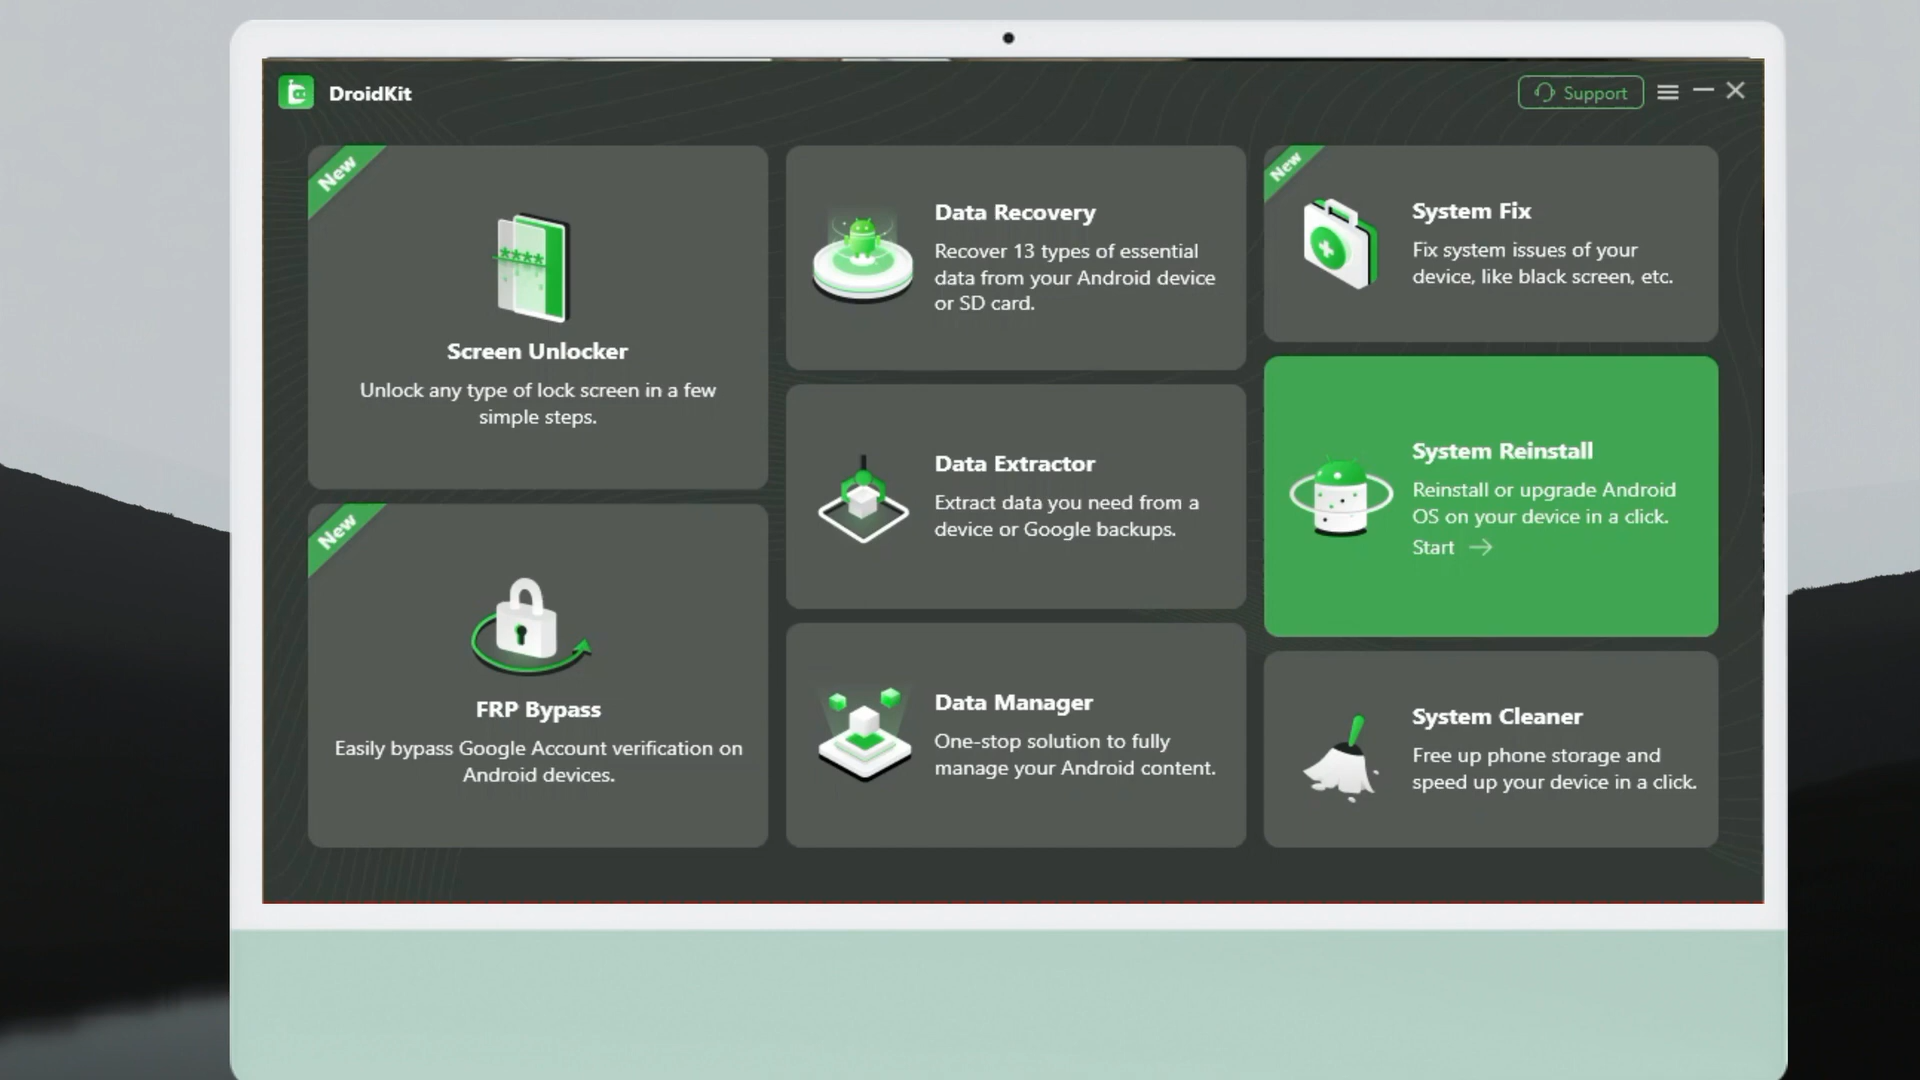 DroidKit
Support
New
Screen Unlocker
Unlock any type of lock screen in a few
simple steps.
New
FRP Bypass
Easily bypass Google Account verification on
Android devices.
Data Recovery
Recover 13 types of essential
data from your Android device
or SD card.
Data Extractor
Extract data you need from a
device or Google backups.
Data Manager
One-stop solution to fully
manage your Android content.
New
System Fix
Fix system issues of your
device, like black screen, etc.
System Reinstall
Reinstall or upgrade Android
OS on your device in a click.
Start
System Cleaner
Free up phone storage and
speed up your device in a click.